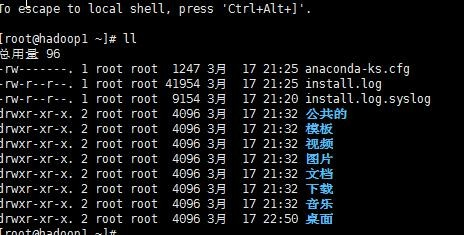 To escape to local shell, press 'Ctrl+Alt+]'.
[root@hadoop1 ~]# ll
总用量 96
-rw-------. 1 root root 1247 3月 17 21:25 anaconda-ks.cfg
-rw-r--r--. 1 root root 41954 3月 17 21:25 install.log
-rw-r--r--. 1 root root 9154 3月 17 21:20 install.log.syslog
drwxr-xr-x. 2 root root 4096 3月 17 21:32 公共的
drwxr-xr-x. 2 root root 4096 3月 17 21:32 模板
drwxr-xr-x. 2 root root 4096 3月 17 21:32 视频
drwxr-xr-x. 2 root root 4096 3月 17 21:32 图片
drwxr-xr-x. 2 root root 4096 3月 17 21:32 文档
drwxr-xr-x. 2 root root 4096 3月 17 21:32 下载
drwxr-xr-x. 2 root root 4096 3月 17 21:32 音乐
drwxr-xr-x. 2 root root 4096 3月 17 22:50 桌面
[root@hadoop1 ~]#